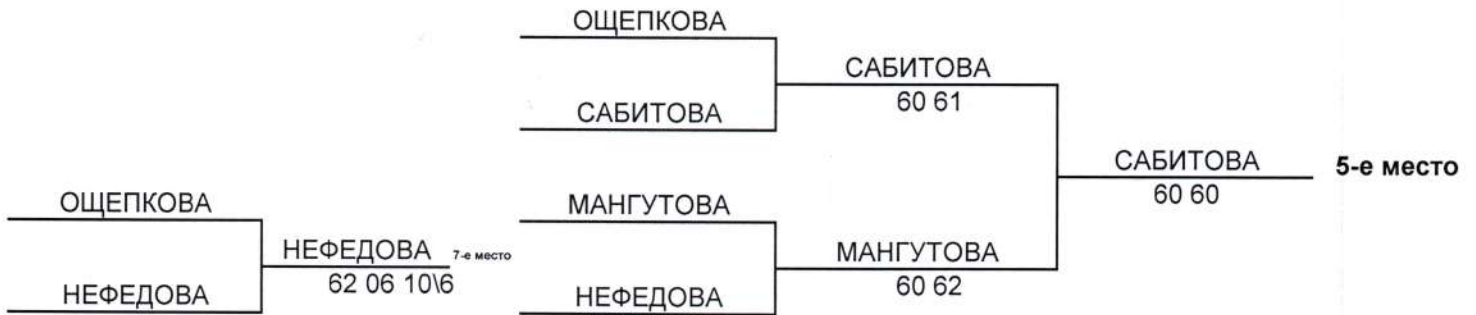 ОЩЕПКОВА
САБИТОВА
60 61
САБИТОВА
САБИТОВА
60 60
5-е место
МАНГУТОВА
МАНГУТОВА
60 62
НЕФЕДОВА
ОЩЕПКОВА
НЕФЕДОВА
7-е место
62 06 10\6
НЕФЕДОВА